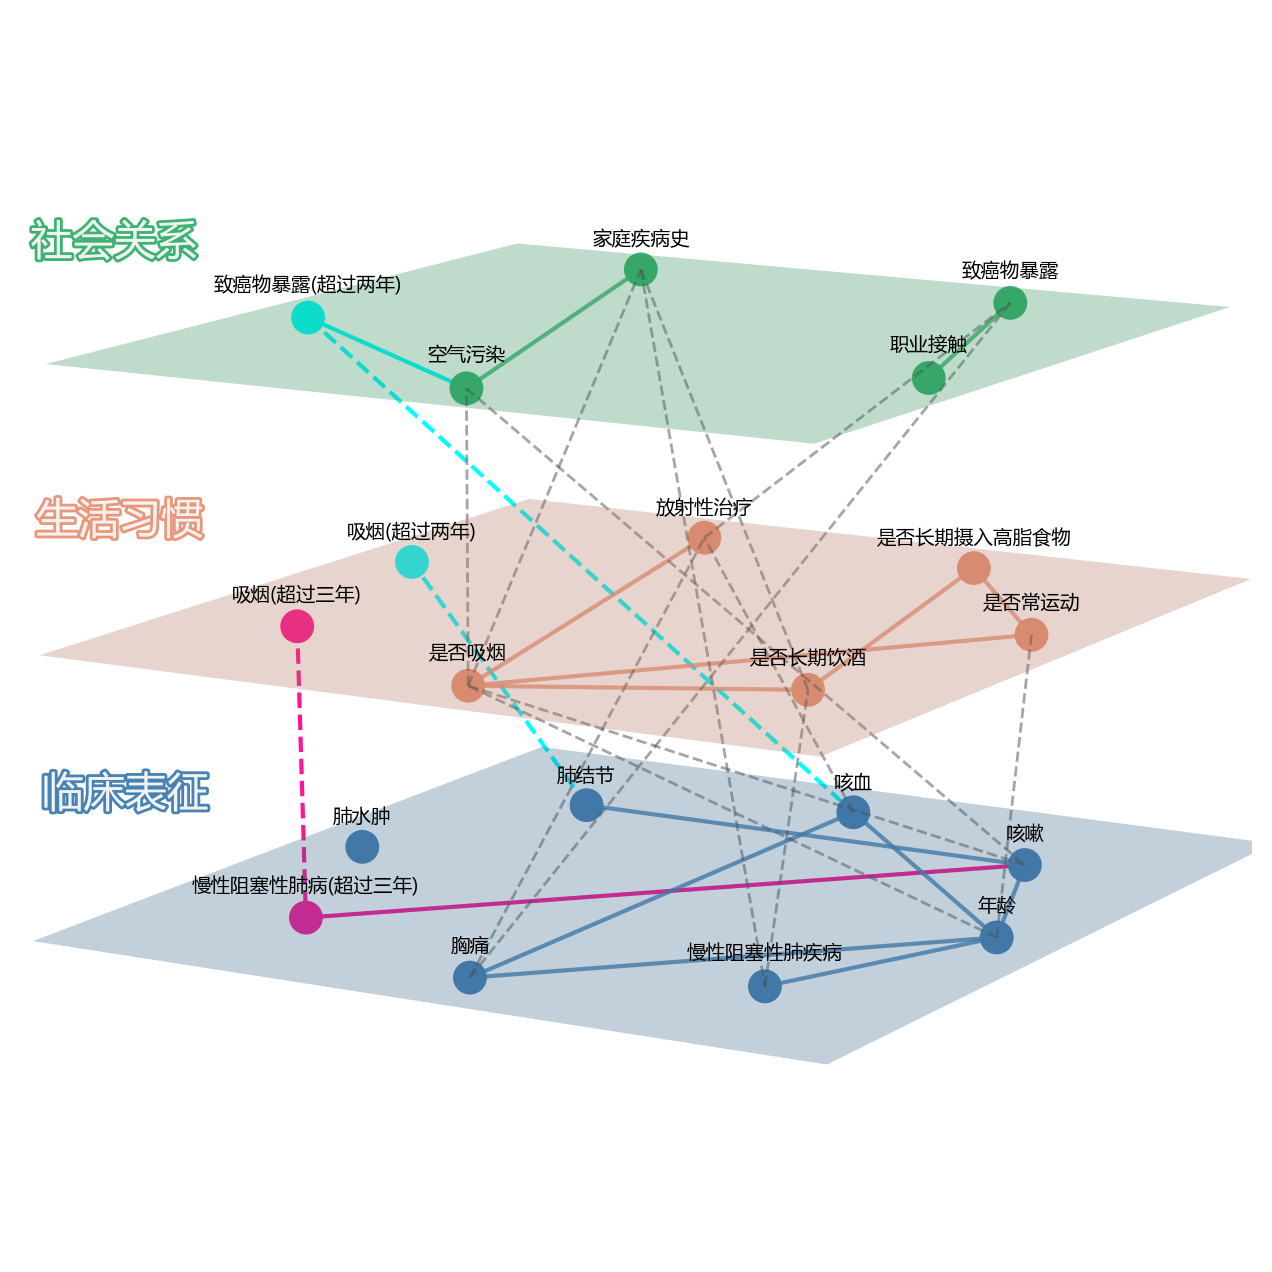 社会关系
家庭疾病史
致癌物暴露
致癌物暴露(超过两年)
职业接触
空气污染
生活习惯
放射性治疗
吸烟(超过两年)
是否长期摄入高脂食物
吸烟(超过三年)
是否常运动
是否吸烟
是否长期饮酒
临床表征
肺结节
咳血
肺水肿
咳嗽
慢性阻塞性肺病(超过三年)
年龄
胸痛
慢性阻塞性肺疾病